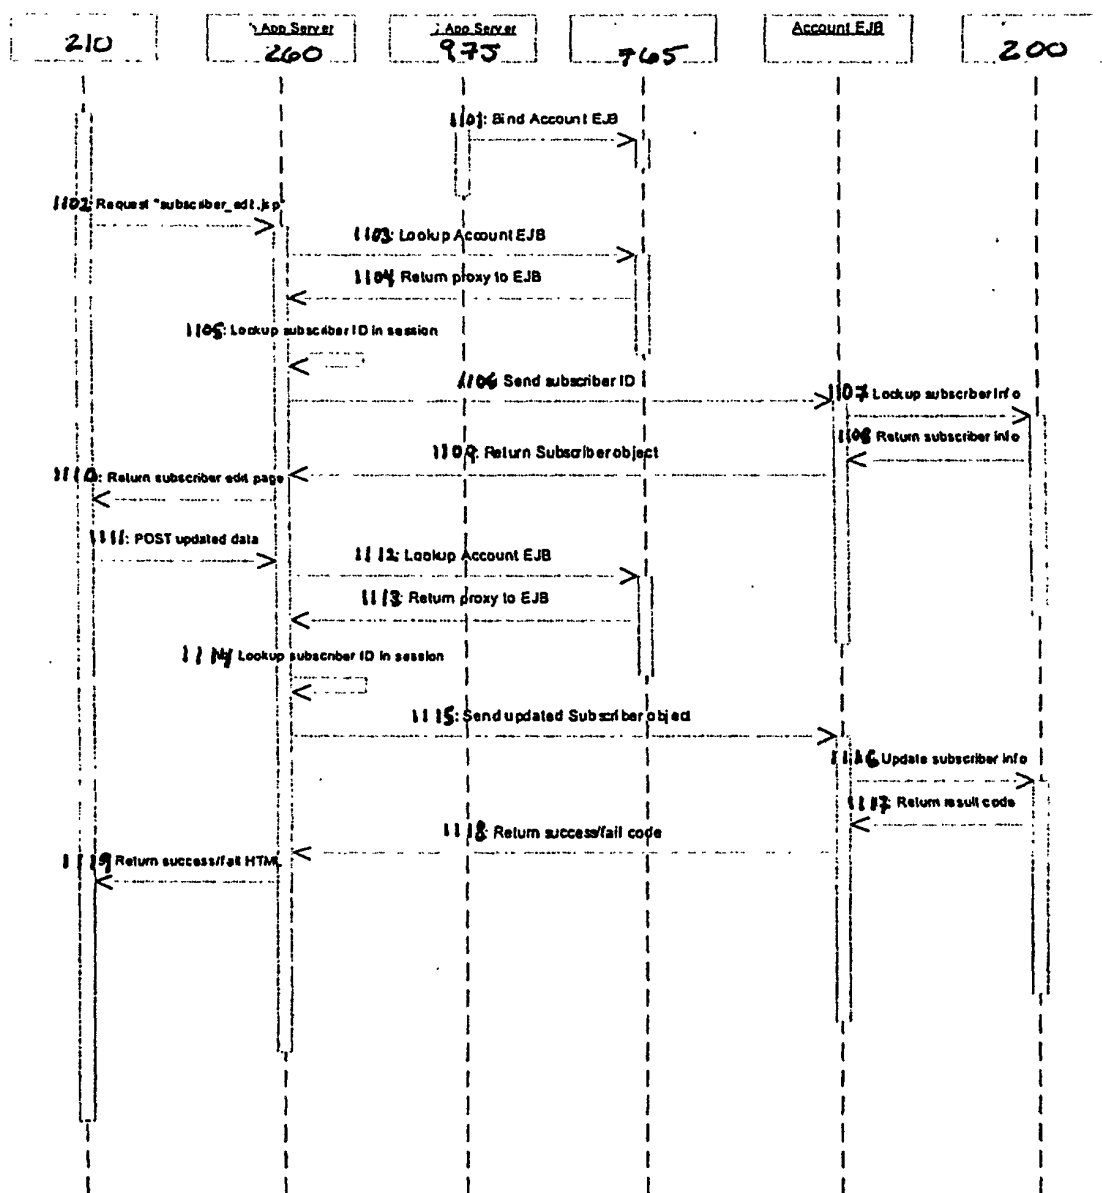 210
App Server
260
App Server
975
765
Account EJB
200
1101: Bind Account EJB
1102: Request "subscriber_edit.jsp"
1103: Lookup Account EJB
1104 Return proxy to EJB
1105: Lookup subscriber ID in session
1106 Send subscriber ID
1107 Lookup subscriber info
1108 Return subscriber info
1109: Return Subscriber object
1110: Return subscriber edit page
1111: POST updated data
1112: Lookup Account EJB
1113: Return proxy to EJB
1114 Lookup subscriber ID in session
1115: Send updated Subscriber object
1116 Update subscriber info
1117: Return result code
1118: Return success/fail code
1119 Return success/fail HTML